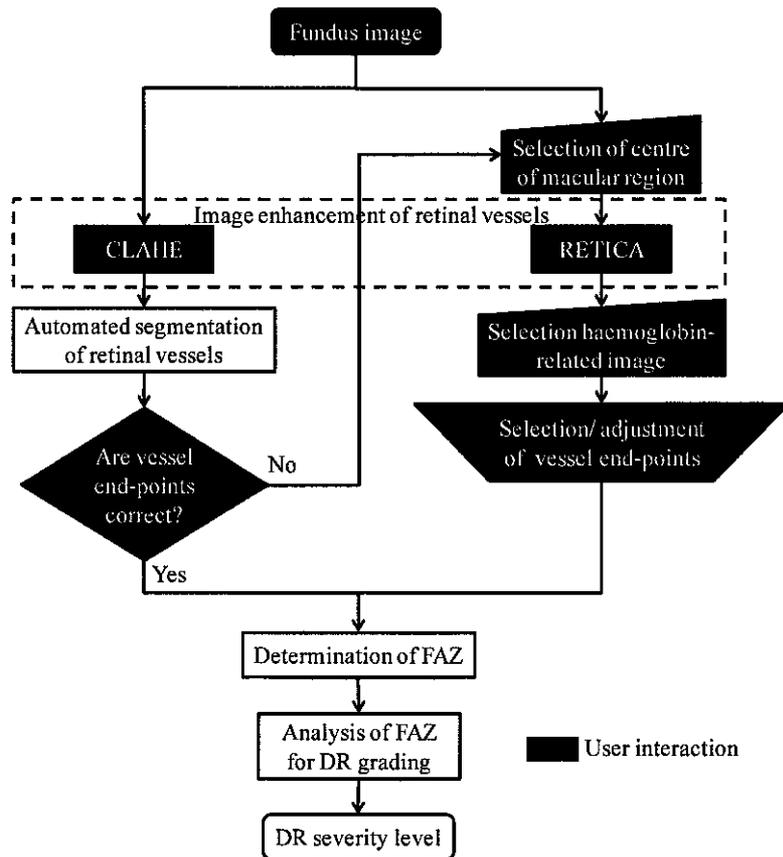 Fundus image
Selection of centre
of macular region
Image enhancement of retinal vessels
CLAHE
RETICA
Automated segmentation
of retinal vessels
Selection haemoglobin-
related image
Are vessel
end-points
correct?
No
Selection/ adjustment
of vessel end-points
Yes
Determination of FAZ
Analysis of FAZ
for DR grading
User interaction
DR severity level